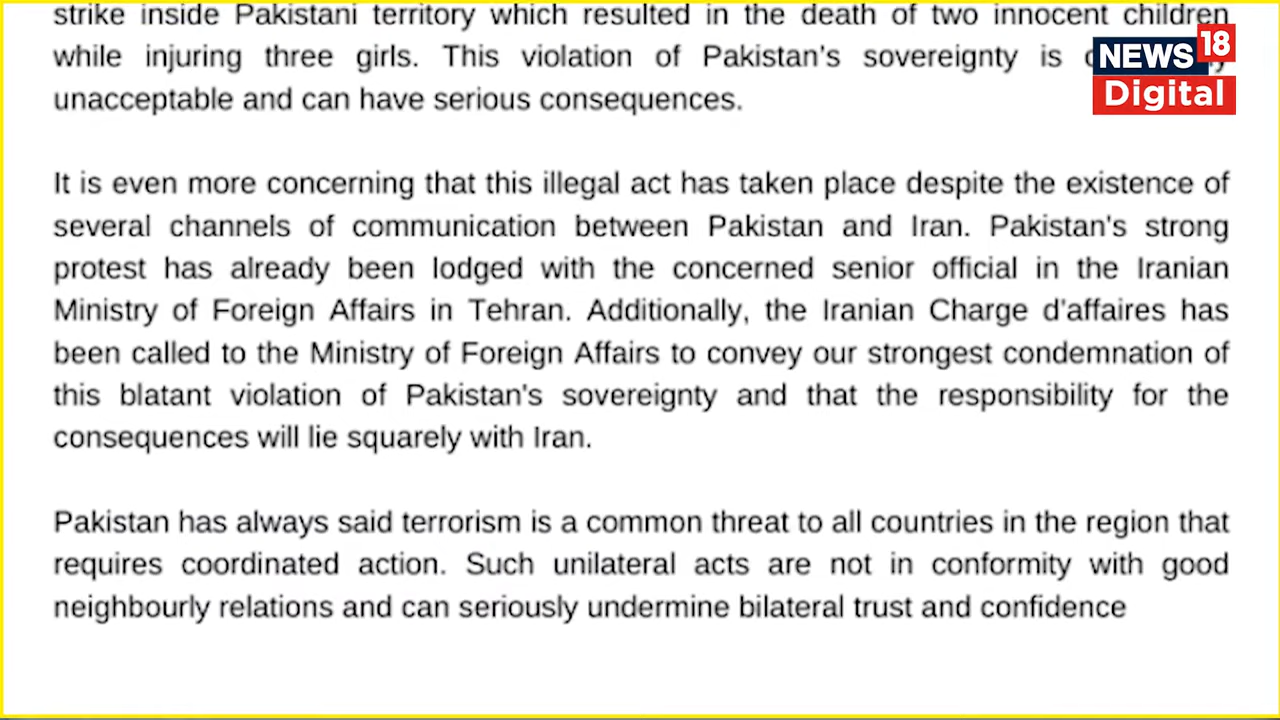 strike inside Pakistani territory which resulted in the death of two innocent children
while injuring three girls. This violation of Pakistan's sovereignty is
unacceptable and can have serious consequences.
NEWS 18
Digital
It is even more concerning that this illegal act has taken place despite the existence of
several channels of communication between Pakistan and Iran. Pakistan's strong
protest has already been lodged with the concerned senior official in the Iranian
Ministry of Foreign Affairs in Tehran. Additionally, the Iranian Charge d'affaires has
been called to the Ministry of Foreign Affairs to convey our strongest condemnation of
this blatant violation of Pakistan's sovereignty and that the responsibility for the
consequences will lie squarely with Iran.
Pakistan has always said terrorism is a common threat to all countries in the region that
requires coordinated action. Such unilateral acts are not in conformity with good
neighbourly relations and can seriously undermine bilateral trust and confidence